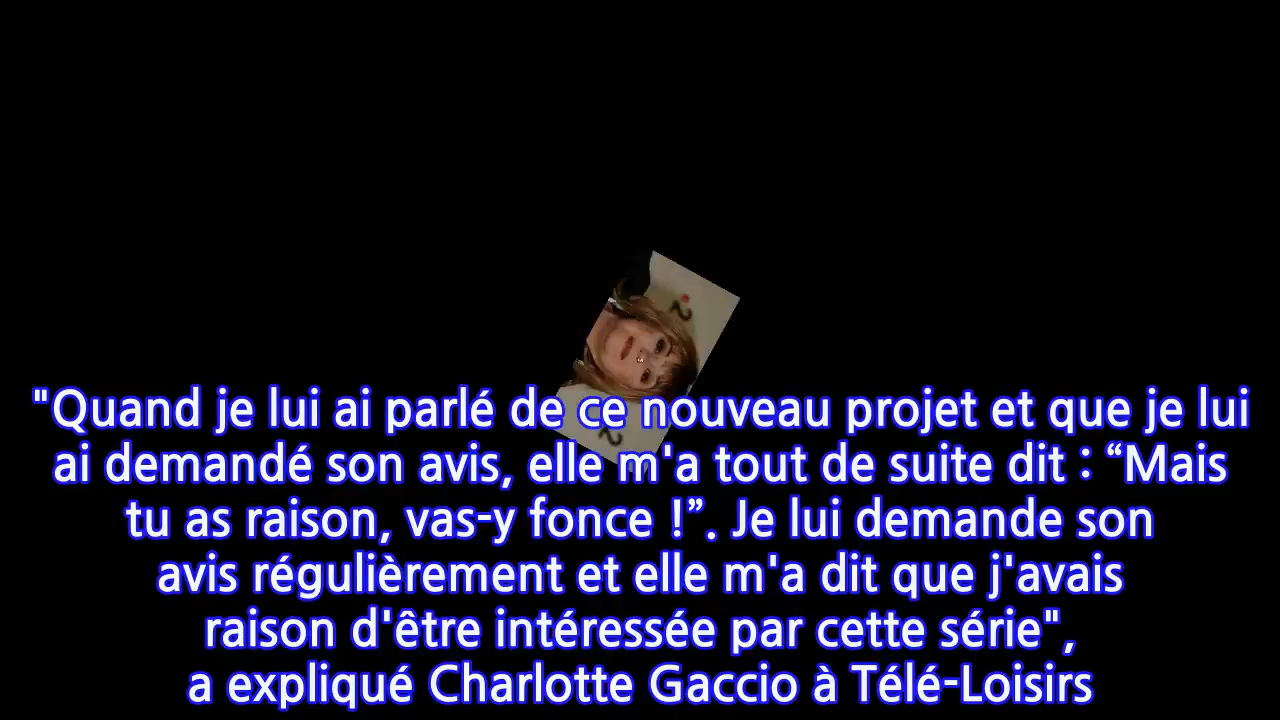 "Quand je lui ai parlé de ce nouveau projet et que je lui
ai demandé son avis, elle m'a tout de suite dit : “Mais
tu as raison, vas-y fonce !”. Je lui demande son
avis régulièrement et elle m'a dit que j'avais
raison d'être intéressée par cette série",
a expliqué Charlotte Gaccio à Télé-Loisirs